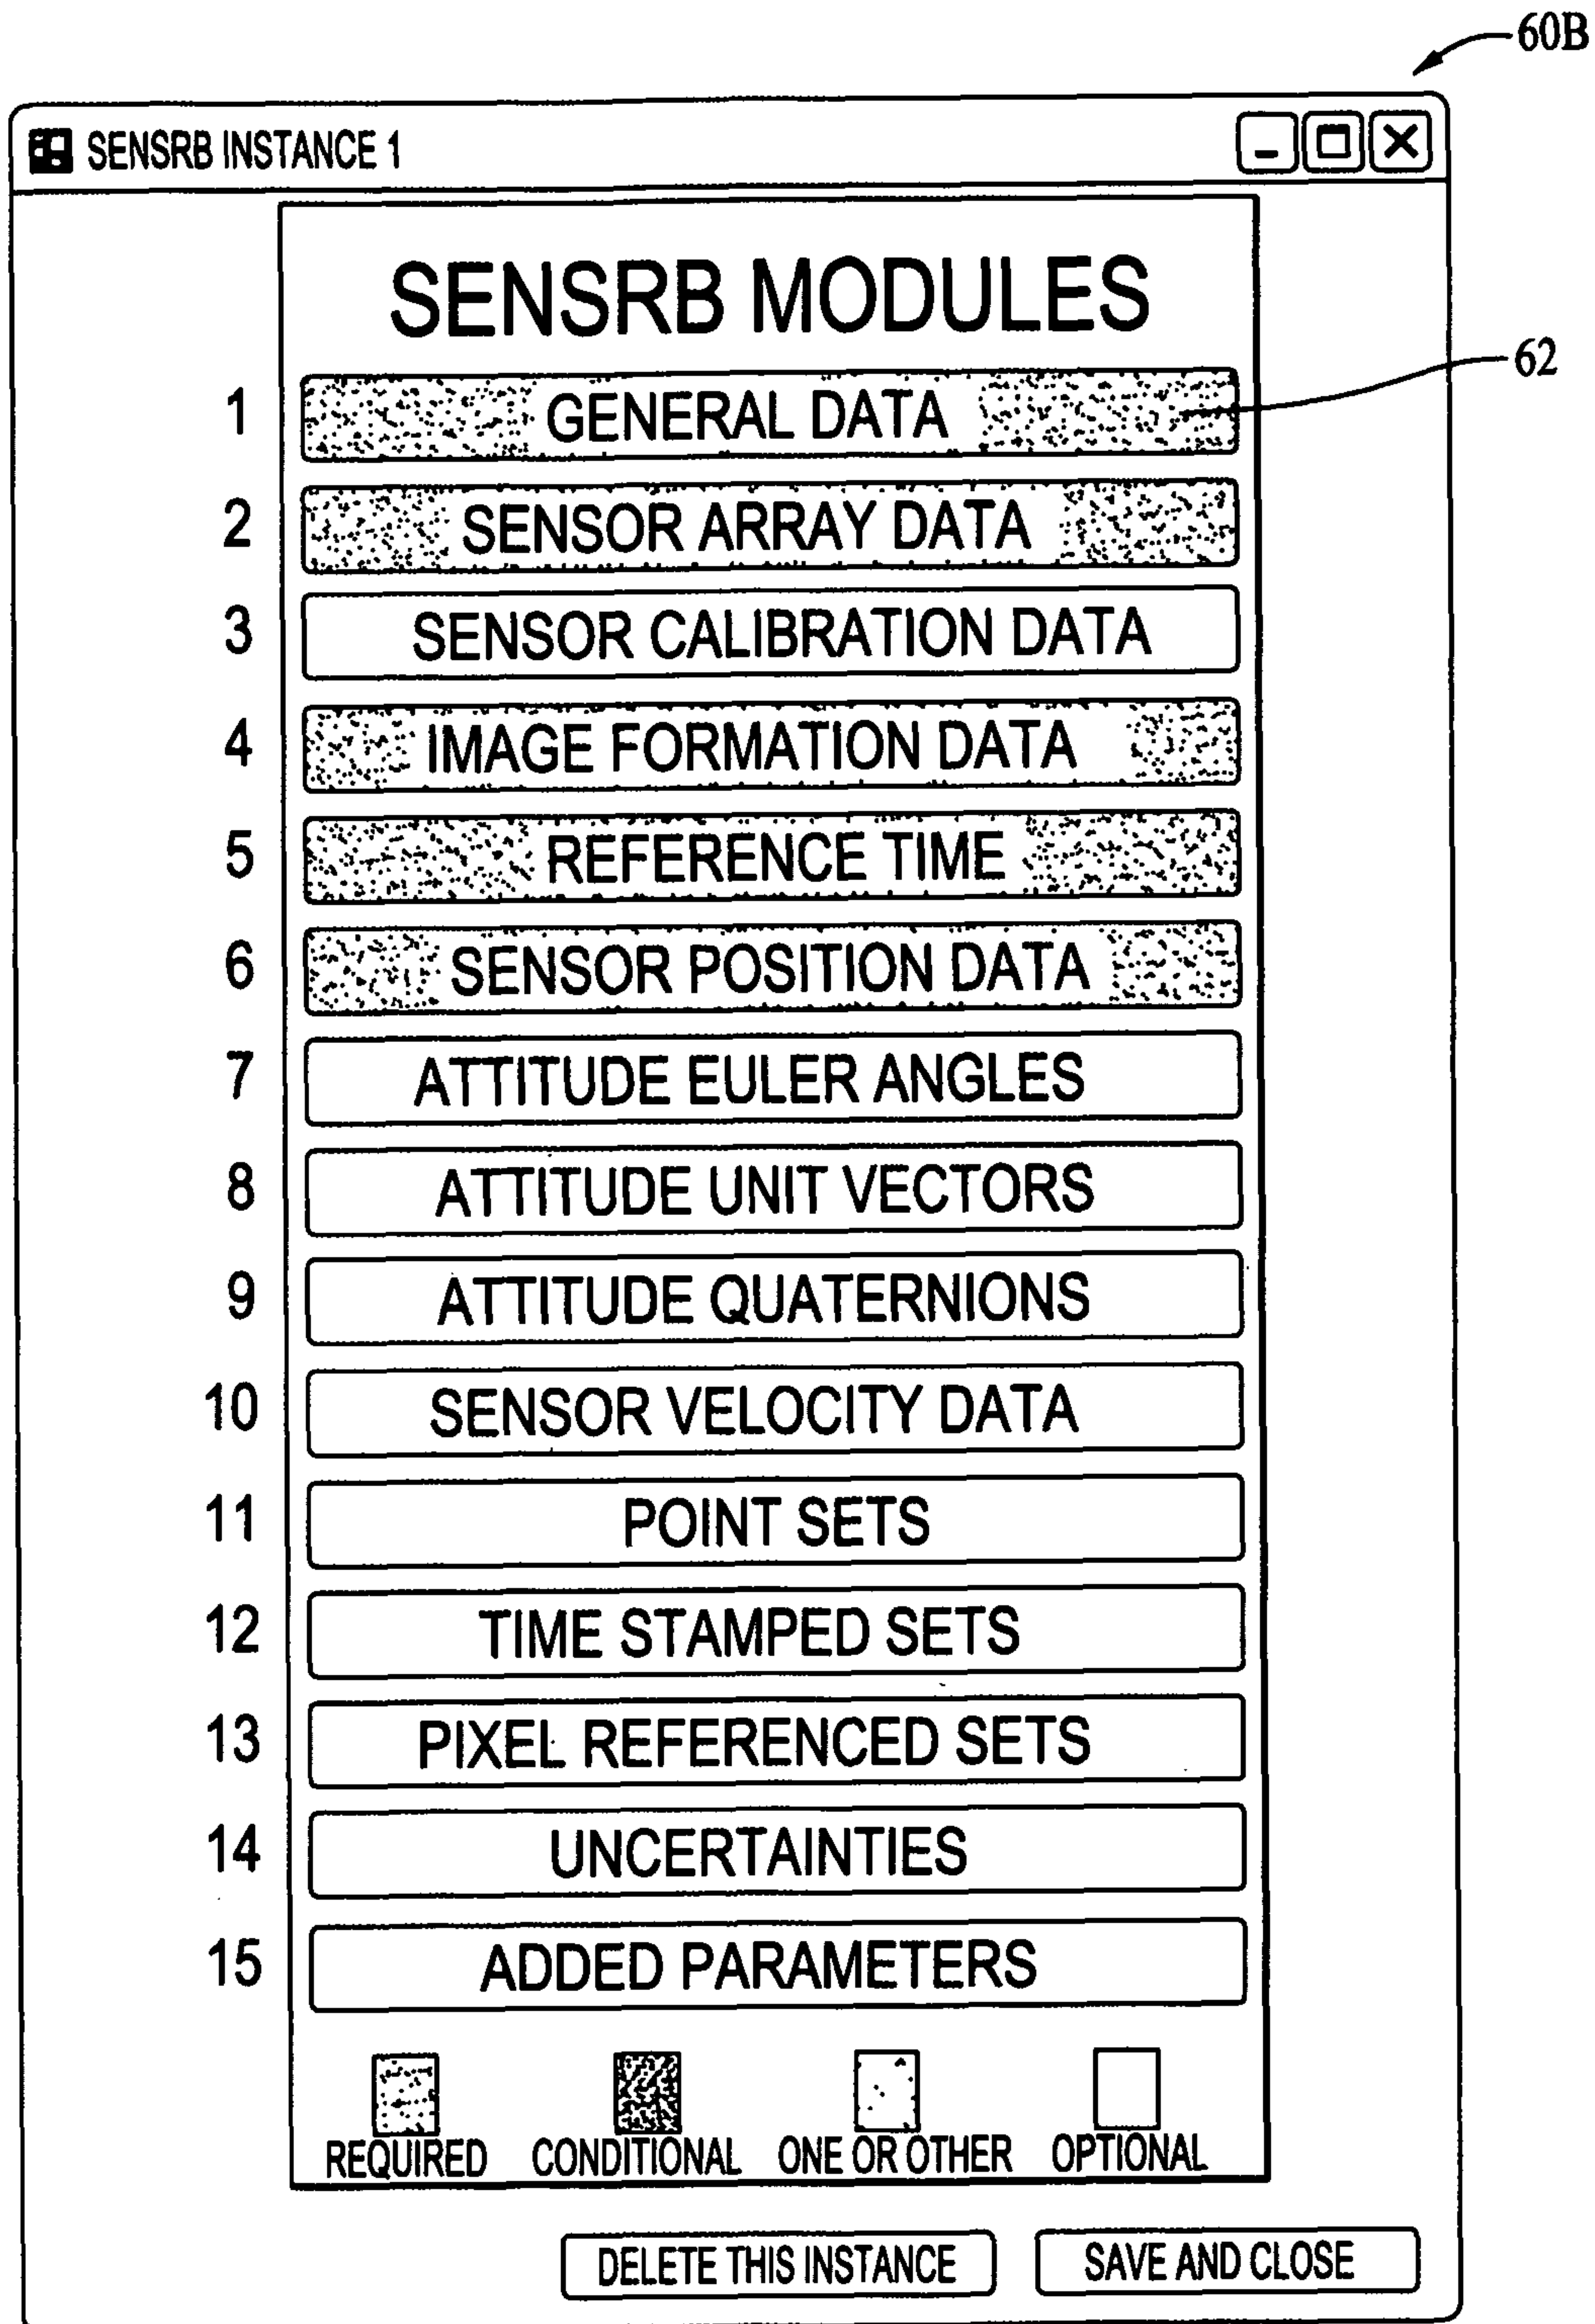 60B
SENSRB INSTANCE 1
SENSRB MODULES
62
1 GENERAL DATA
2 SENSOR ARRAY DATA
3 SENSOR CALIBRATION DATA
4 IMAGE FORMATION DATA
5 REFERENCE TIME
6 SENSOR POSITION DATA
7 ATTITUDE EULER ANGLES
8 ATTITUDE UNIT VECTORS
9 ATTITUDE QUATERNIONS
10 SENSOR VELOCITY DATA
11 POINT SETS
12 TIME STAMPED SETS
13 PIXEL REFERENCED SETS
14 UNCERTAINTIES
15 ADDED PARAMETERS
REQUIRED CONDITIONAL ONE OR OTHER OPTIONAL
DELETE THIS INSTANCE SAVE AND CLOSE